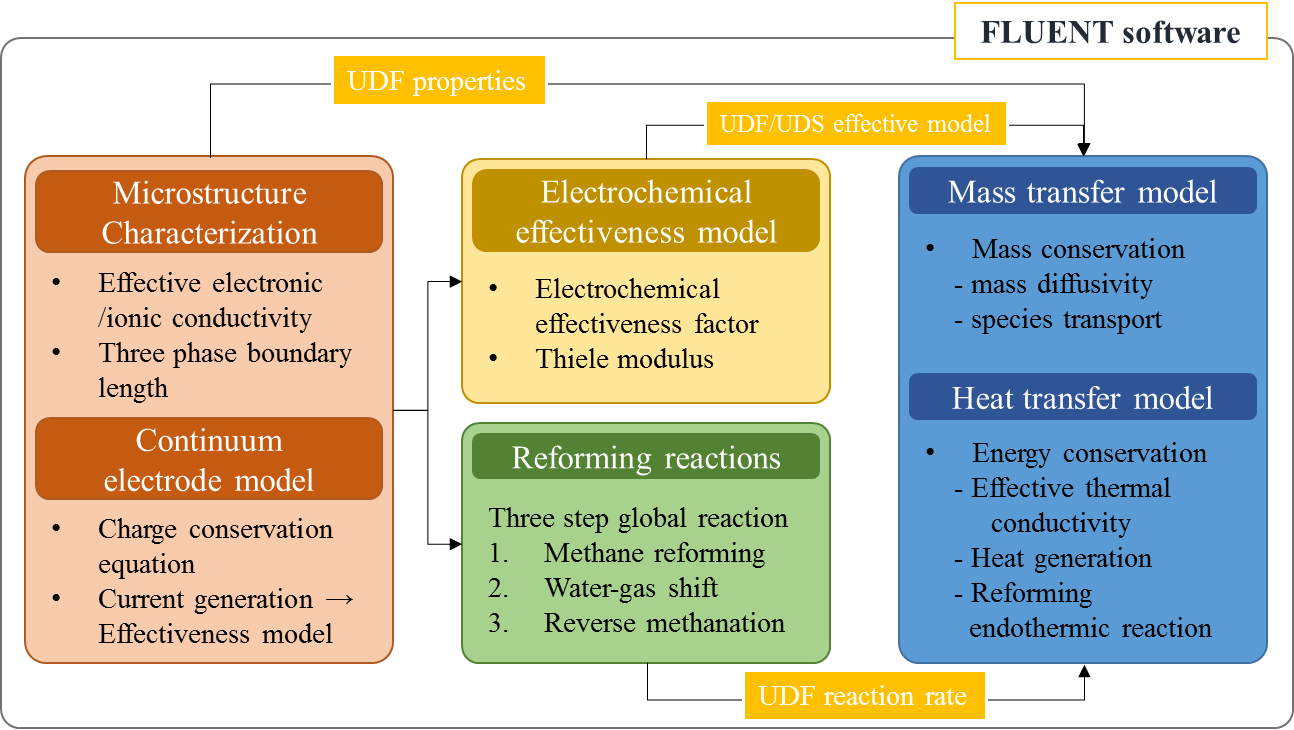 FLUENT software
UDF properties
UDF/UDS effective model
Microstructure
Characterization
• Effective electronic
/ionic conductivity
• Three phase boundary
length
Continuum
electrode model
• Charge conservation
equation
• Current generation →
Effectiveness model
Electrochemical
effectiveness model
• Electrochemical
effectiveness factor
• Thiele modulus
Reforming reactions
Three step global reaction
1. Methane reforming
2. Water-gas shift
3. Reverse methanation
Mass transfer model
• Mass conservation
- mass diffusivity
- species transport
Heat transfer model
• Energy conservation
- Effective thermal
conductivity
- Heat generation
- Reforming
endothermic reaction
UDF reaction rate